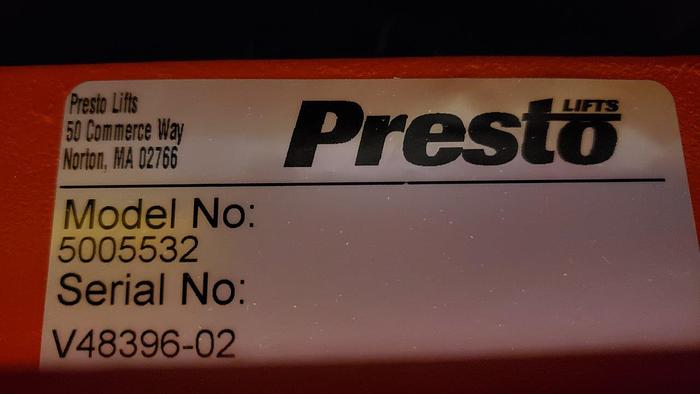 Presto Lifts
50 Commerce Way
Norton, MA 02766
Presto LIFTS
Model No:
5005532
Serial No:
V48396-02